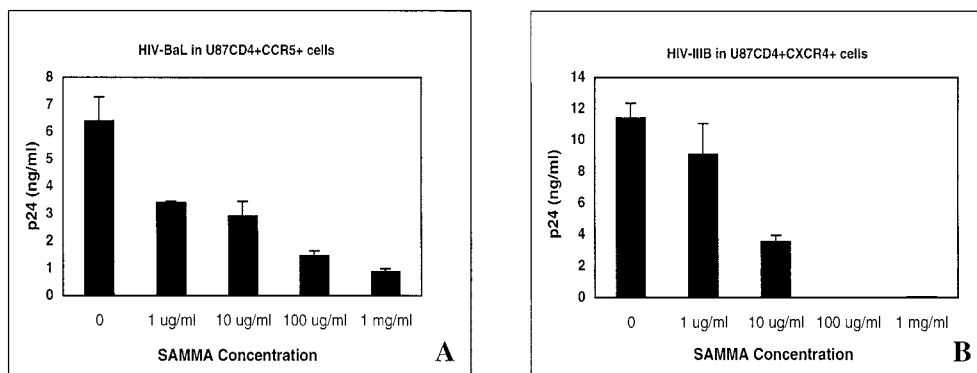 HIV-BaL in U87CD4+CCR5+ cells
8
7
6
5
4
3
2
1
0
p24 (ng/ml)
0 1 ug/ml 10 ug/ml 100 ug/ml 1 mg/ml
SAMMA Concentration
A
HIV-IIIB in U87CD4+CXCR4+ cells
14
12
10
8
6
4
2
0
p24 (ng/ml)
0 1 ug/ml 10 ug/ml 100 ug/ml 1 mg/ml
SAMMA Concentration
B